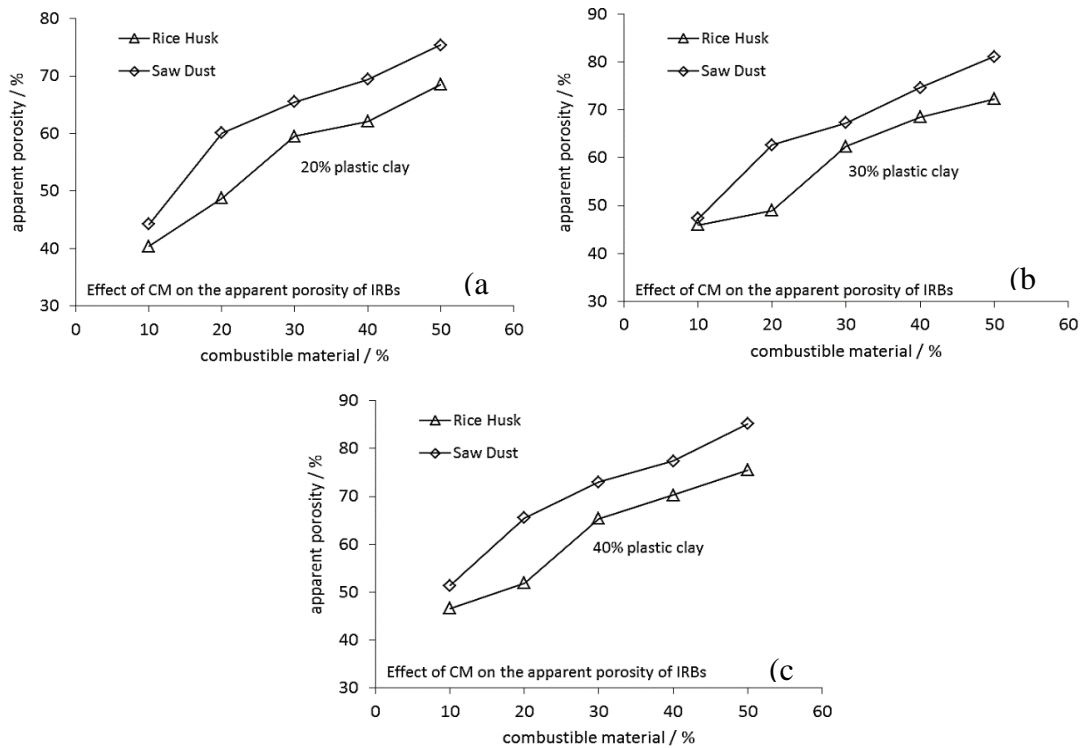 80
70
60
50
40
30
apparent porosity / %
Rice Husk
Saw Dust
20% plastic clay
Effect of CM on the apparent porosity of IRBs
(a
0 10 20 30 40 50 60
combustible material / %
90
80
70
60
50
40
30
apparent porosity / %
Rice Husk
Saw Dust
30% plastic clay
Effect of CM on the apparent porosity of IRBs
(b
0 10 20 30 40 50 60
combustible material / %
90
80
70
60
50
40
30
apparent porosity / %
Rice Husk
Saw Dust
40% plastic clay
Effect of CM on the apparent porosity of IRBs
(c
0 10 20 30 40 50 60
combustible material / %